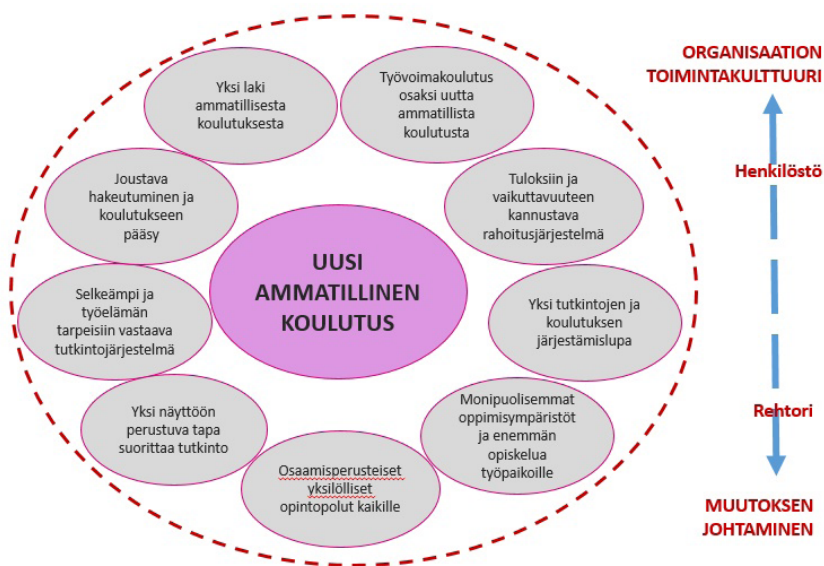 ORGANISAATION
TOIMINTAKULTTUURI
Yksi laki
ammatillisesta
koulutuksesta
Työvoimakoulutus
osaksi uutta
ammatillista
koulutusta
Henkilöstö
Joustava
hakeutuminen ja
koulutukseen
pääsy
Tuloksiin ja
vaikuttavuuteen
kannustava
rahoitusjärjestelmä
UUSI
AMMATILLINEN
KOULUTUS
Selkeämpi ja
työelämän
tarpeisiin vastaava
tutkintojärjestelmä
Yksi tutkintojen ja
koulutuksen
järjestämislupa
Yksi näyttöön
perustuva tapa
suorittaa tutkinto
Monipuolisemmat
oppimisympäristöt
ja enemmän
opiskelua
työpaikoille
Rehtori
Osaamisperusteiset
yksilölliset
opintopolut kaikille
MUUTOKSEN
JOHTAMINEN